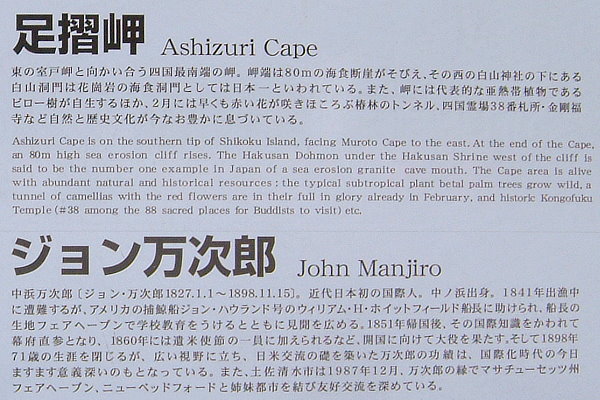 足摺岬 Ashizuri Cape
東の室戸岬と向かい合う四国最南端の岬。岬端は80mの海食断崖がそびえ、その西の白山神社の下にある
白山洞門は花崗岩の海食洞門としては日本一といわれている。また、岬には代表的な亜熱帯植物である
ビロー樹が自生するほか、2月には早くも赤い花が咲きほころぶ椿林のトンネル、四国霊場38番札所・金剛福
寺など自然と歴史文化が今なお豊かに息づいている。
Ashizuri Cape is on the southern tip of Shikoku Island, facing Muroto Cape to the east. At the end of the Cape,
an 80m high sea erosion cliff rises. The Hakusan Dohmon under the Hakusan Shrine west of the cliff is
said to be the number one example in Japan of a sea erosion granite cave mouth. The Cape area is alive
with abundant natural and historical resources : the typical subtropical plant betal palm trees grow wild, a
tunnel of camellias with the red flowers are in their full in glory already in February, and historic Kongofuku
Temple (#38 among the 88 sacred places for Buddists to visit) etc.
ジョン万次郎 John Manjiro
中浜万次郎〔ジョン・万次郎1827.1.1～1898.11.15〕。近代日本初の国際人。中ノ浜出身。1841年出漁中
に遭難するが、アメリカの捕鯨船ジョン・ハウランド号のウィリアム・H・ホイットフィールド船長に助けられ、船長の
生地フェアヘーブンで学校教育をうけるとともに見聞を広める。1851年帰国後、その国際知識をかわれて
幕府直参となり、1860年には遣米使節の一員に加えられるなど、開国に向けて大役を果たす。そして1898年
71歳の生涯を閉じるが、広い視野に立ち、日米交流の礎を築いた万次郎の功績は、国際化時代の今日
ますます意義深いものとなっている。また、土佐清水市は1987年12月、万次郎の縁でマサチューセッツ州
フェアヘーブン、ニューベッドフォードと姉妹都市を結び友好交流を深めている。